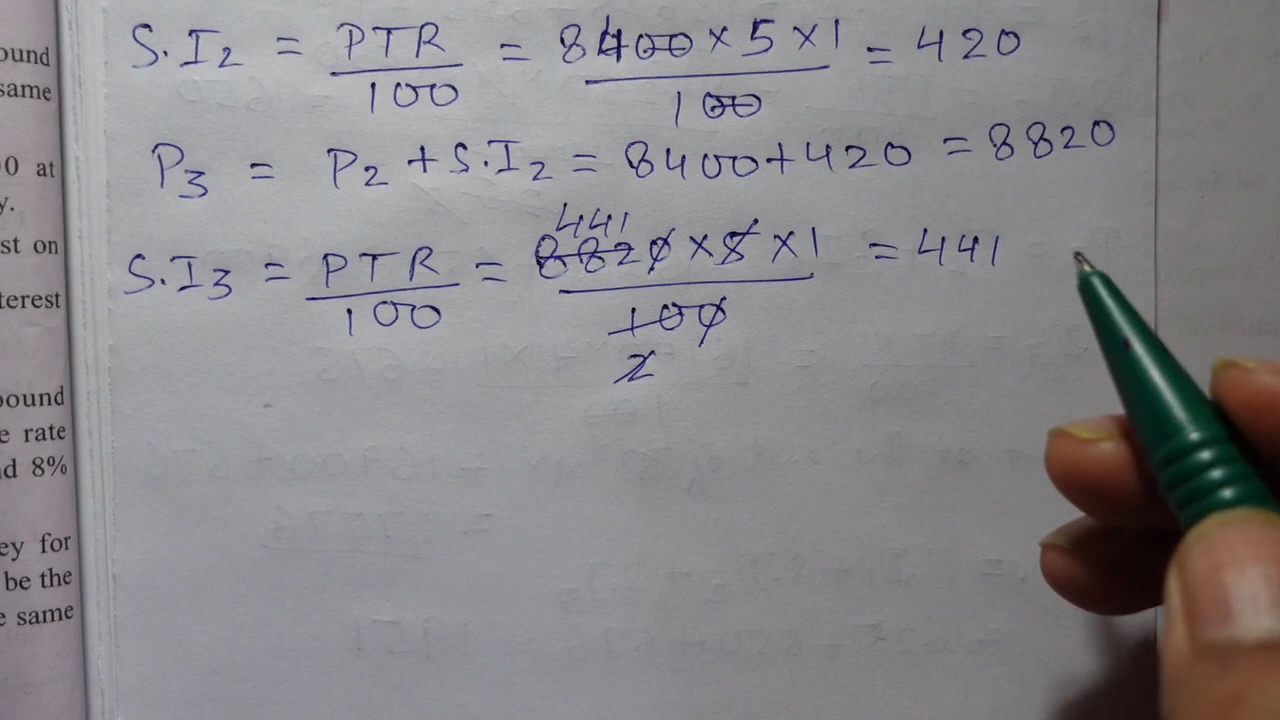 S.I2 = PTR/100 = 8400 × 5 × 1/100 = 420
P3 = P2 + S.I2 = 8400 + 420 = 8820
441
S.I3 = PTR/100 = 8820 × 5 × 1/100 = 441
2
ound
same
0 at
y.
st on
terest
ound
e rate
d 8%
ey for
be the
e same